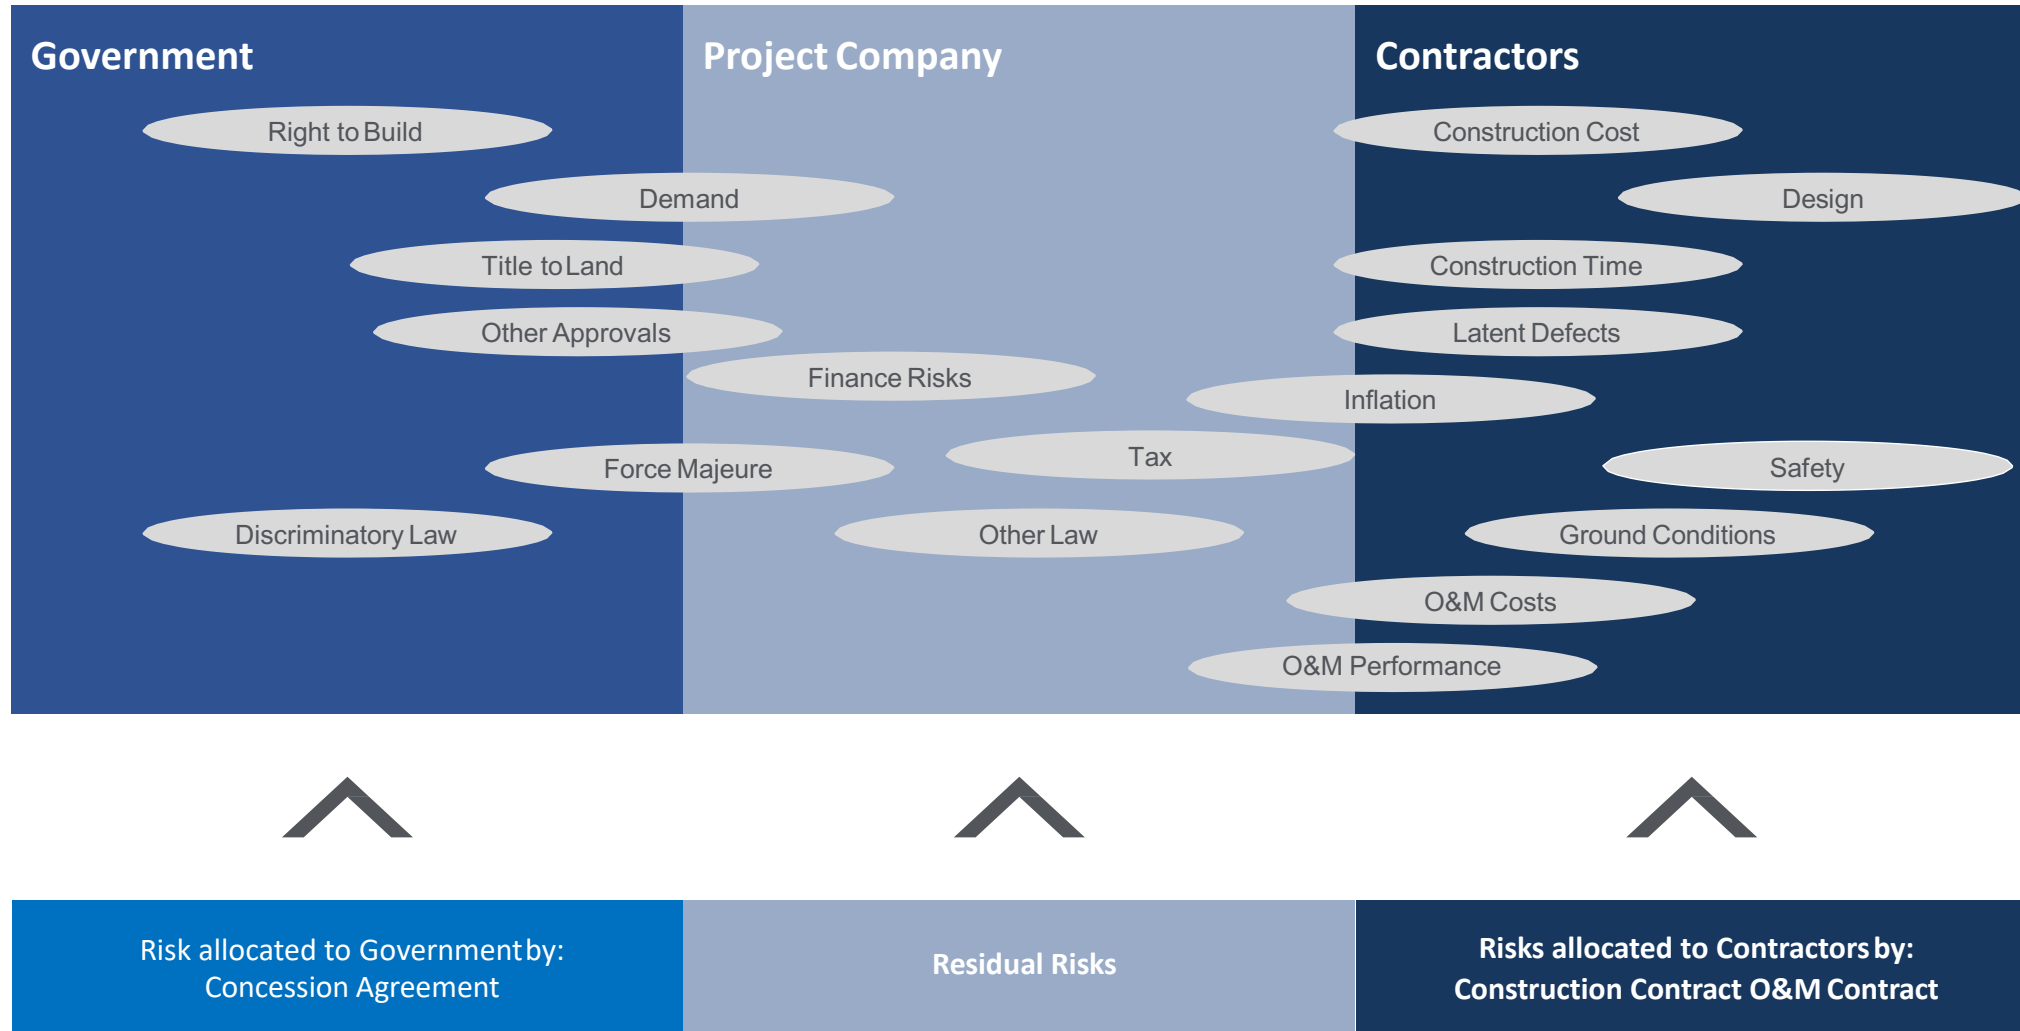 Government
Project Company
Contractors
Right to Build
Construction Cost
Demand
Design
Title to Land
Construction Time
Other Approvals
Latent Defects
Finance Risks
Inflation
Tax
Force Majeure
Safety
Discriminatory Law
Other Law
Ground Conditions
O&M Costs
O&M Performance
Risk allocated to Government by:
Concession Agreement
Residual Risks
Risks allocated to Contractors by:
Construction Contract O&M Contract